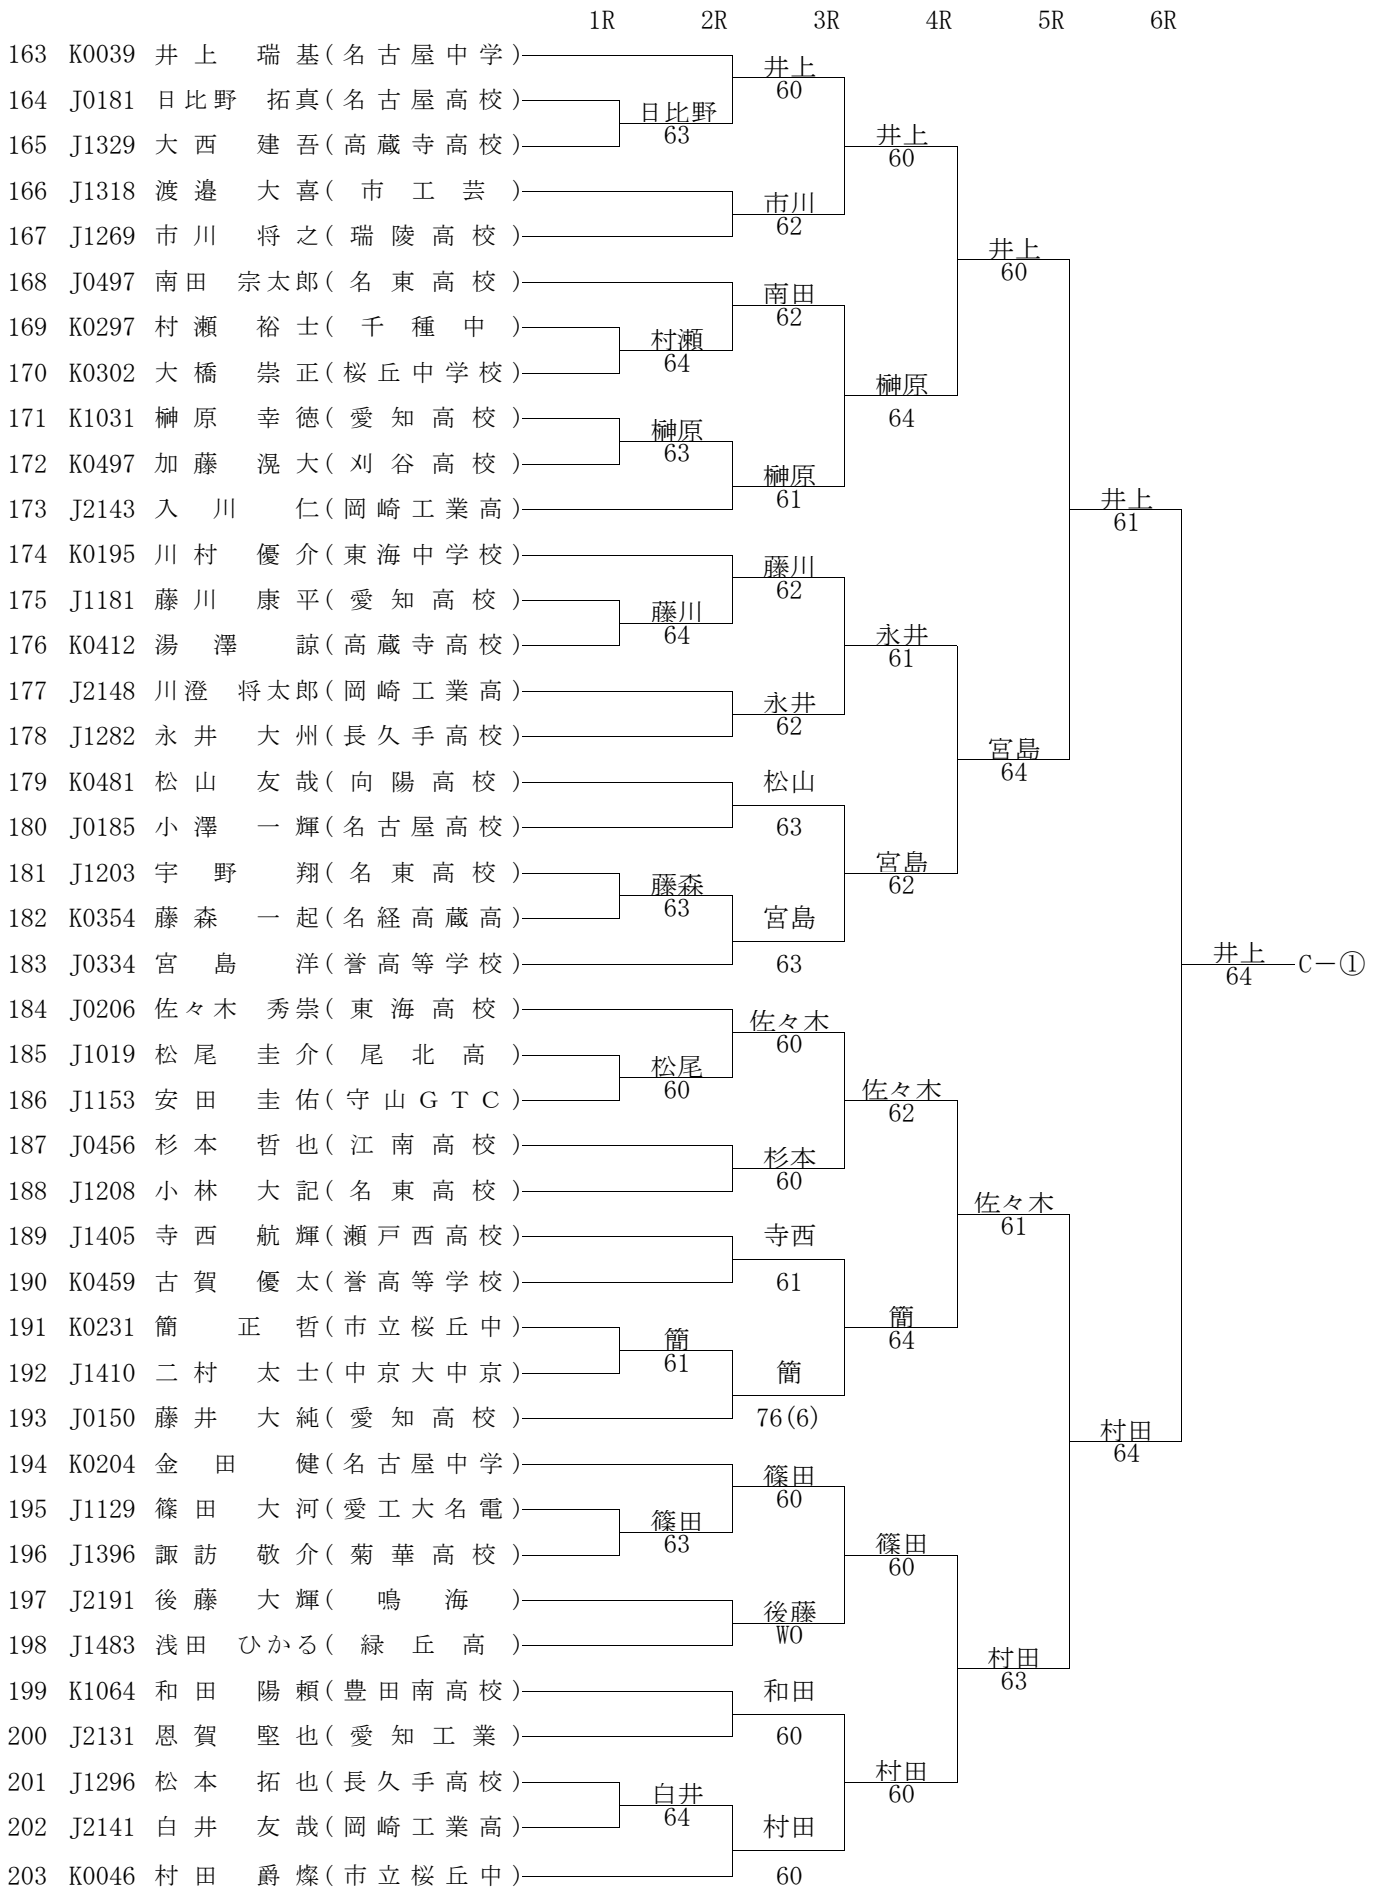 1R 2R 3R 4R 5R 6R
163 K0039 井上 瑞基(名古屋中学)
井上
60
164 J0181 日比野 拓真(名古屋高校)
日比野
63
165 J1329 大西 建吾(高蔵寺高校)
井上
60
166 J1318 渡邉 大喜(市工芸)
市川
62
167 J1269 市川 将之(瑞陵高校)
井上
60
168 J0497 南田 宗太郎(名東高校)
南田
62
169 K0297 村瀬 裕士(千種中)
村瀬
64
170 K0302 大橋 崇正(桜丘中学校)
榊原
64
171 K1031 榊原 幸徳(愛知高校)
榊原
63
172 K0497 加藤 滉大(刈谷高校)
榊原
61
173 J2143 入川 仁(岡崎工業高)
井上
61
174 K0195 川村 優介(東海中学校)
藤川
62
175 J1181 藤川 康平(愛知高校)
藤川
64
176 K0412 湯澤 諒(高蔵寺高校)
永井
61
177 J2148 川澄 将太郎(岡崎工業高)
永井
62
178 J1282 永井 大州(長久手高校)
宮島
64
179 K0481 松山 友哉(向陽高校)
松山
63
180 J0185 小澤 一輝(名古屋高校)
宮島
62
181 J1203 宇野 翔(名東高校)
藤森
63
182 K0354 藤森 一起(名経高蔵高)
宮島
63
183 J0334 宮島 洋(誉高等学校)
井上
64
C－①
184 J0206 佐々木 秀崇(東海高校)
佐々木
60
185 J1019 松尾 圭介(尾北高)
松尾
60
186 J1153 安田 圭佑(守山GTC)
佐々木
62
187 J0456 杉本 哲也(江南高校)
杉本
60
188 J1208 小林 大記(名東高校)
佐々木
61
189 J1405 寺西 航輝(瀬戸西高校)
寺西
61
190 K0459 古賀 優太(誉高等学校)
簡
64
191 K0231 簡 正哲(市立桜丘中)
簡
61
192 J1410 二村 太士(中京大中京)
簡
76(6)
193 J0150 藤井 大純(愛知高校)
村田
64
194 K0204 金田 健(名古屋中学)
篠田
60
195 J1129 篠田 大河(愛工大名電)
篠田
63
196 J1396 諏訪 敬介(菊華高校)
篠田
60
197 J2191 後藤 大輝(鳴海)
後藤
WO
198 J1483 浅田 ひかる(緑丘高)
村田
63
199 K1064 和田 陽頼(豊田南高校)
和田
60
200 J2131 恩賀 堅也(愛知工業)
村田
60
201 J1296 松本 拓也(長久手高校)
白井
64
202 J2141 白井 友哉(岡崎工業高)
村田
60
203 K0046 村田 爵燦(市立桜丘中)